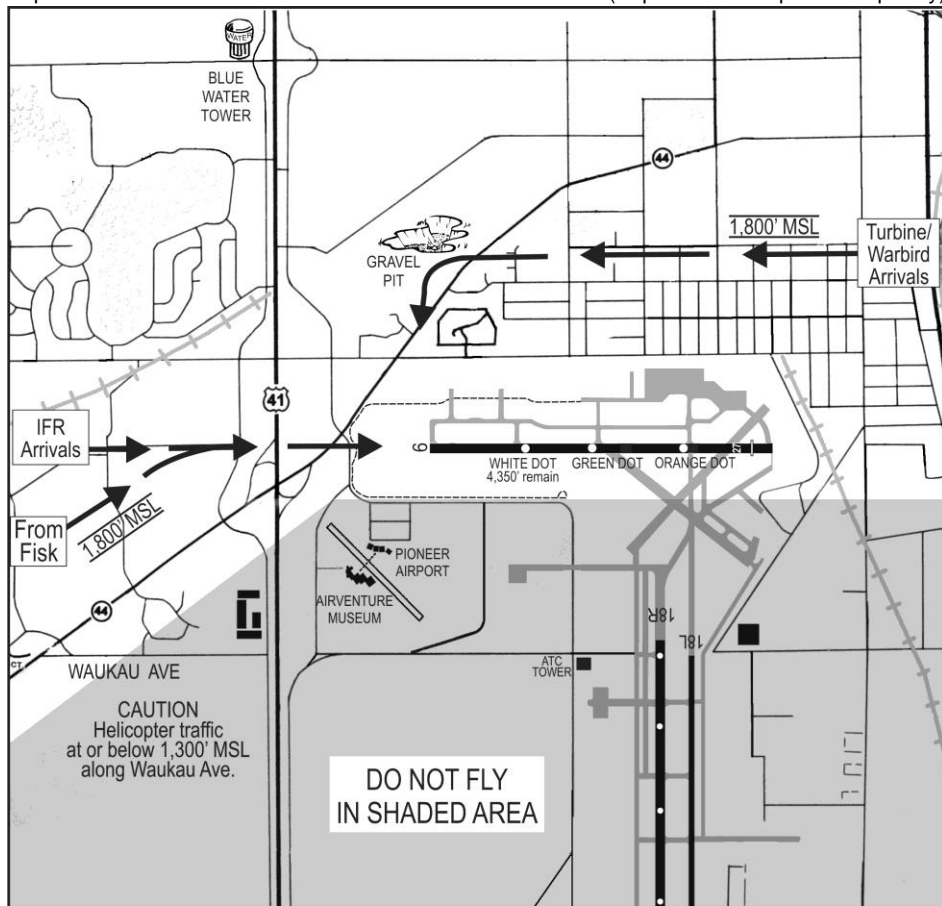 WATER
BLUE
WATER
TOWER
44
1,800' MSL
Turbine/
Warbird
Arrivals
GRAVEL
PIT
41
IFR
Arrivals
9
27
WHITE DOT
4,350' remain
GREEN DOT
ORANGE DOT
From
Fisk
1,800' MSL
PIONEER
AIRPORT
AIRVENTURE
MUSEUM
18R
18L
44
CT.
WAUKAU AVE
ATC
TOWER
CAUTION
Helicopter traffic
at or below 1,300' MSL
along Waukau Ave.
DO NOT FLY
IN SHADED AREA